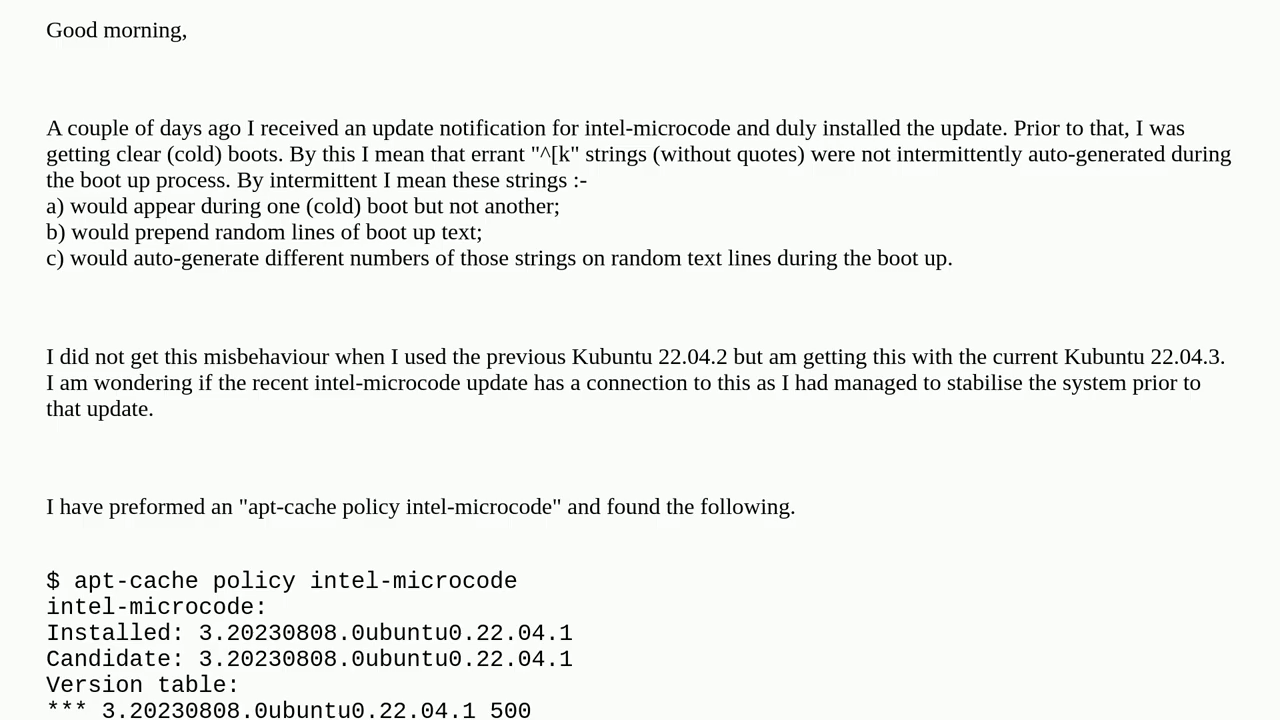 Good morning,
A couple of days ago I received an update notification for intel-microcode and duly installed the update. Prior to that, I was
getting clear (cold) boots. By this I mean that errant "^[k" strings (without quotes) were not intermittently auto-generated during
the boot up process. By intermittent I mean these strings :-
a) would appear during one (cold) boot but not another;
b) would prepend random lines of boot up text;
c) would auto-generate different numbers of those strings on random text lines during the boot up.
I did not get this misbehaviour when I used the previous Kubuntu 22.04.2 but am getting this with the current Kubuntu 22.04.3.
I am wondering if the recent intel-microcode update has a connection to this as I had managed to stabilise the system prior to
that update.
I have preformed an "apt-cache policy intel-microcode" and found the following.
$ apt-cache policy intel-microcode
intel-microcode:
Installed: 3.20230808.0ubuntu0.22.04.1
Candidate: 3.20230808.0ubuntu0.22.04.1
Version table:
*** 3.20230808.0ubuntu0.22.04.1 500